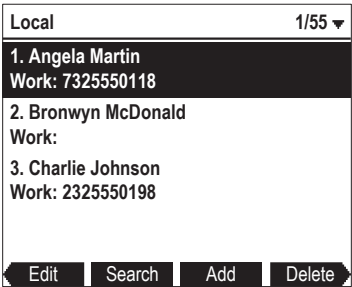 Local 1/55
1. Angela Martin
Work: 7325550118
2. Bronwyn McDonald
Work:
3. Charlie Johnson
Work: 2325550198
Edit Search Add Delete